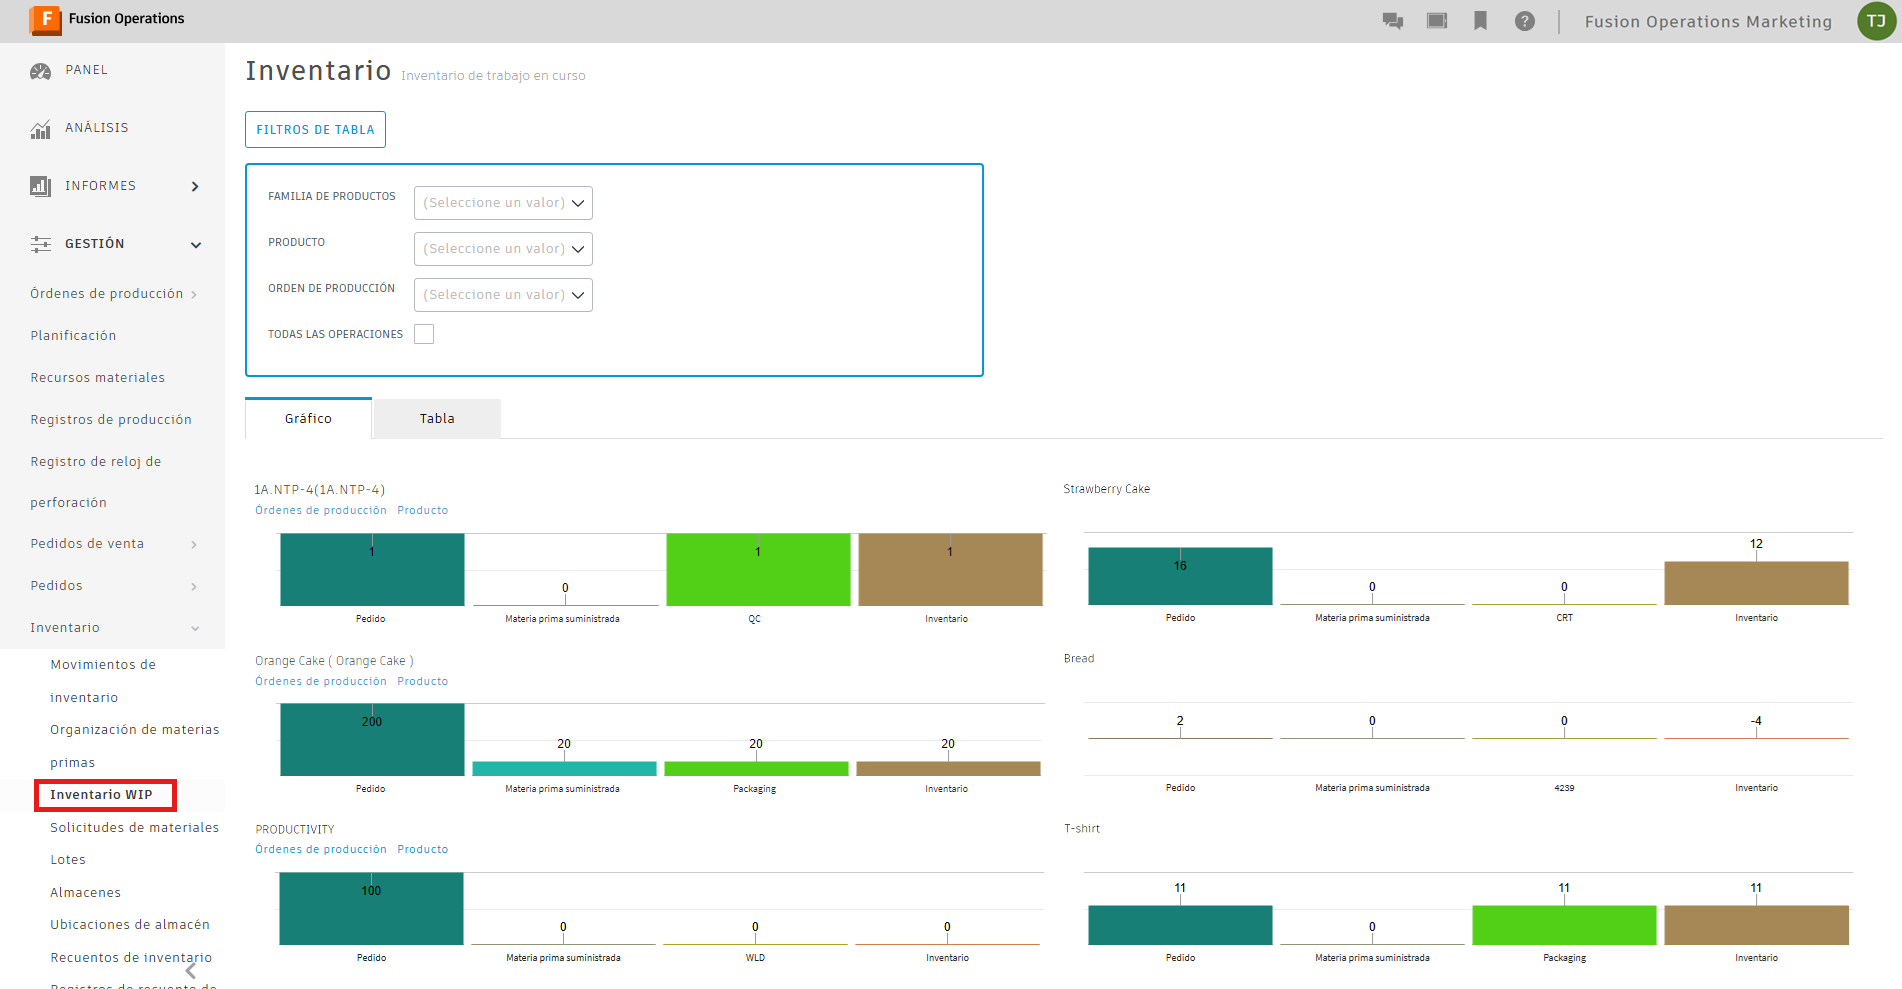 F Fusion Operations
Fusion Operations Marketing
TJ
PANEL
ANÁLISIS
INFORMES
GESTIÓN
Órdenes de producción
Planificación
Recursos materiales
Registros de producción
Registro de reloj de
perforación
Pedidos de venta
Pedidos
Inventario
Movimientos de
inventario
Organización de materias
primas
Inventario WIP
Solicitudes de materiales
Lotes
Almacenes
Ubicaciones de almacén
Recuentos de inventario
Registros de recuento de
Inventario Inventario de trabajo en curso
FILTROS DE TABLA
FAMILIA DE PRODUCTOS (Seleccione un valor)
PRODUCTO (Seleccione un valor)
ORDEN DE PRODUCCIÓN (Seleccione un valor)
TODAS LAS OPERACIONES
Gráfico Tabla
1A.NTP-4(1A.NTP-4)
Órdenes de producción Producto
1 0 1 1
Pedido Materia prima suministrada QC Inventario
Strawberry Cake
16 0 0 12
Pedido Materia prima suministrada CRT Inventario
Orange Cake ( Orange Cake )
Órdenes de producción Producto
200 20 20 20
Pedido Materia prima suministrada Packaging Inventario
Bread
2 0 0 -4
Pedido Materia prima suministrada 4239 Inventario
PRODUCTIVITY
Órdenes de producción Producto
100 0 0 0
Pedido Materia prima suministrada WLD Inventario
T-shirt
11 0 11 11
Pedido Materia prima suministrada Packaging Inventario